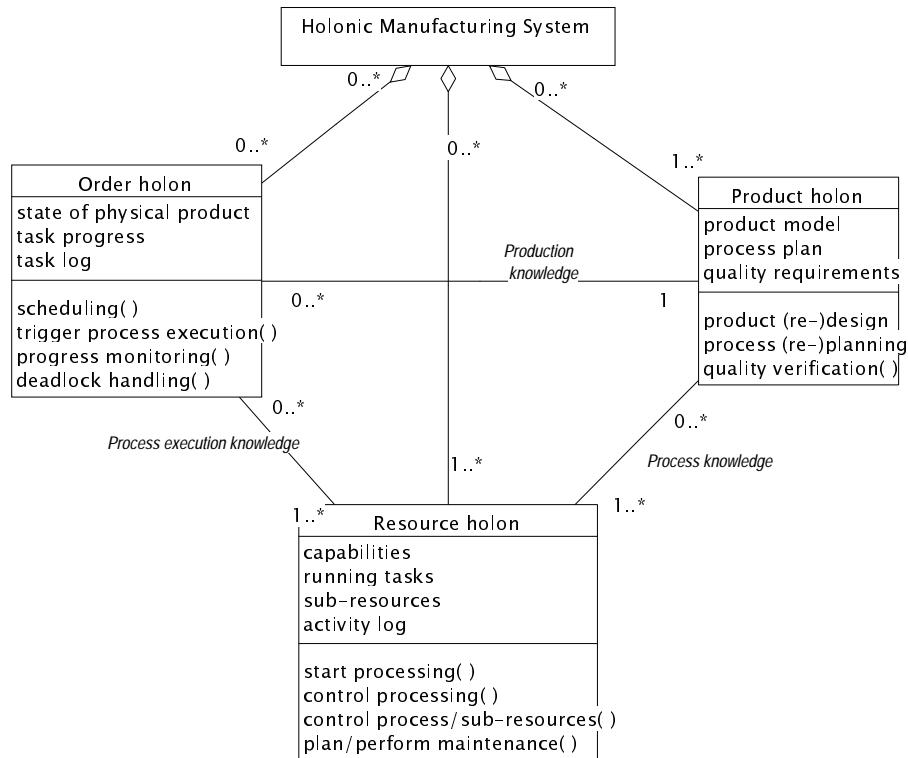 Holonic Manufacturing System
0..*
0..*
0..*
0..*
1..*
Order holon
state of physical product
task progress
task log
scheduling()
trigger process execution()
progress monitoring()
deadlock handling()
Product holon
product model
process plan
quality requirements
product (re-)design
process (re-)planning
quality verification()
Production
knowledge
0..*
1
0..*
Process execution knowledge
1..*
0..*
Process knowledge
1..*
1..*
Resource holon
capabilities
running tasks
sub-resources
activity log
start processing()
control processing()
control process/sub-resources()
plan/perform maintenance()